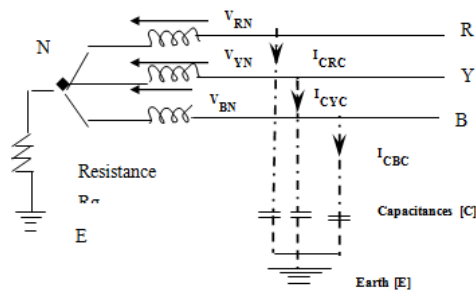 V_RN
R
N
I_CRC
V_YN
Y
I_CYC
V_BN
B
I_CBC
Resistance
Capacitances [C]
E
Earth [E]